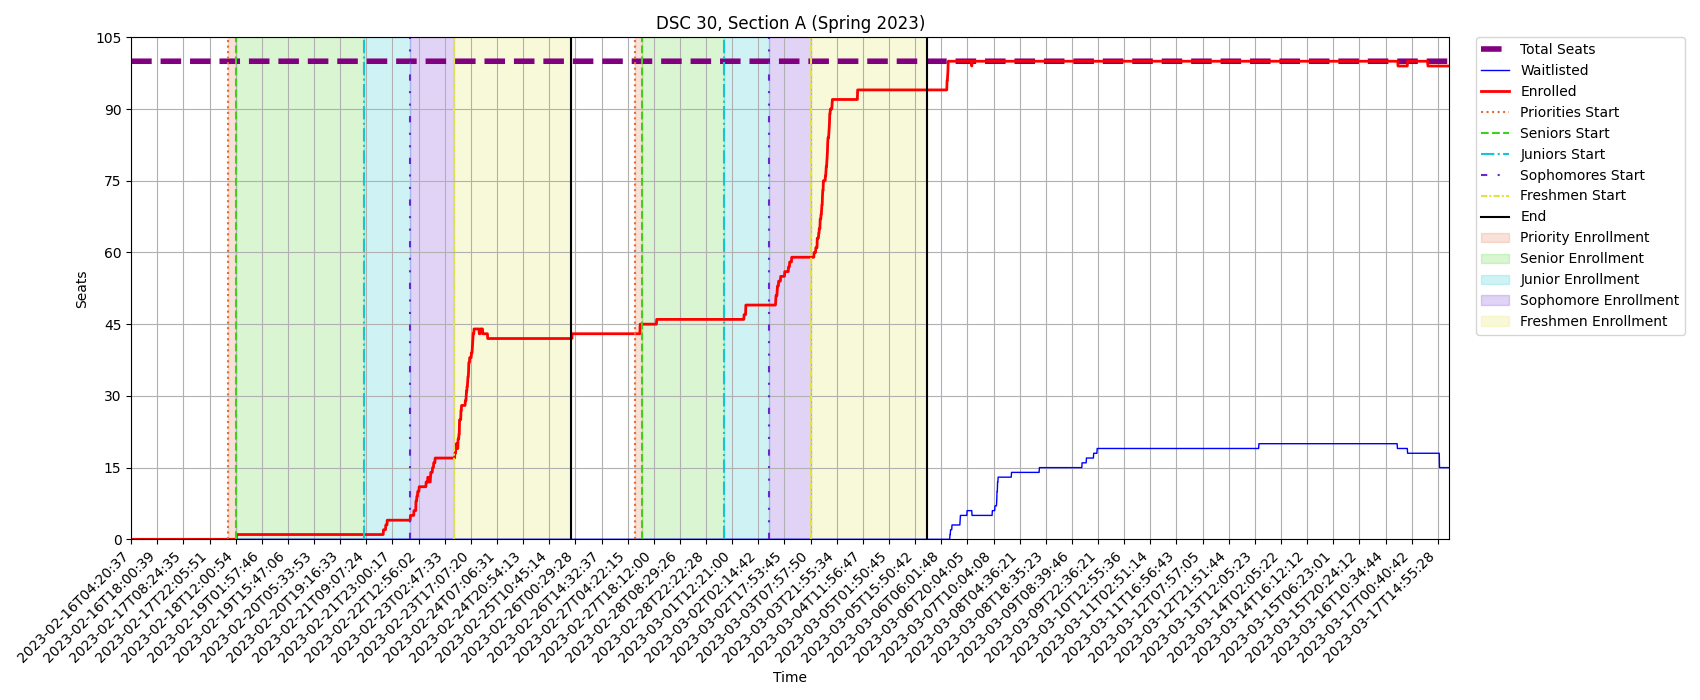 DSC 30, Section A (Spring 2023)
Seats
105
90
75
60
45
30
15
0
2023-02-16T04:20:37
2023-02-16T18:00:39
2023-02-17T08:24:35
2023-02-17T22:05:51
2023-02-18T12:00:54
2023-02-19T01:57:46
2023-02-19T15:47:06
2023-02-20T05:33:53
2023-02-20T19:16:33
2023-02-21T09:07:24
2023-02-21T23:00:17
2023-02-22T12:56:02
2023-02-23T02:47:33
2023-02-23T17:07:20
2023-02-24T07:06:31
2023-02-24T20:54:13
2023-02-25T10:45:14
2023-02-26T00:29:28
2023-02-26T14:32:37
2023-02-27T04:22:15
2023-02-27T18:12:00
2023-02-28T08:29:26
2023-02-28T22:22:28
2023-03-01T12:21:00
2023-03-02T02:14:42
2023-03-02T17:53:45
2023-03-03T07:57:50
2023-03-03T21:55:34
2023-03-04T11:56:47
2023-03-05T01:50:45
2023-03-05T15:50:42
2023-03-06T06:01:48
2023-03-06T20:04:05
2023-03-07T10:04:08
2023-03-08T04:36:21
2023-03-08T18:35:23
2023-03-09T08:39:46
2023-03-09T22:36:21
2023-03-10T12:55:36
2023-03-11T02:51:14
2023-03-11T16:56:43
2023-03-12T07:57:05
2023-03-12T21:51:44
2023-03-13T12:05:23
2023-03-14T02:05:22
2023-03-14T16:12:12
2023-03-15T06:23:01
2023-03-15T20:24:12
2023-03-16T10:34:44
2023-03-17T00:40:42
2023-03-17T14:55:28
Time
Total Seats
Waitlisted
Enrolled
Priorities Start
Seniors Start
Juniors Start
Sophomores Start
Freshmen Start
End
Priority Enrollment
Senior Enrollment
Junior Enrollment
Sophomore Enrollment
Freshmen Enrollment